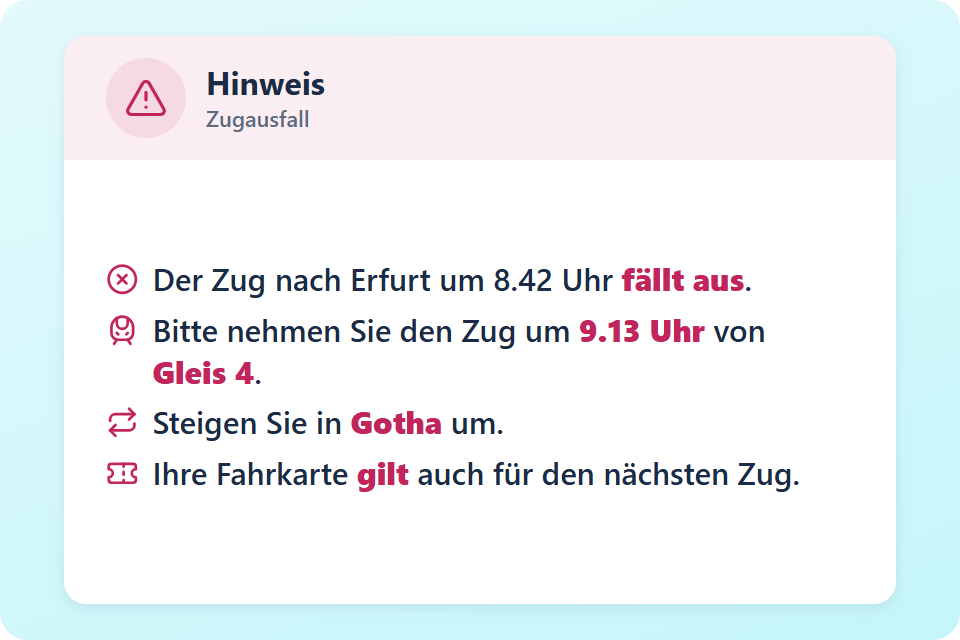 Hinweis
Zugausfall
Der Zug nach Erfurt um 8.42 Uhr fällt aus.
Bitte nehmen Sie den Zug um 9.13 Uhr von
Gleis 4.
Steigen Sie in Gotha um.
Ihre Fahrkarte gilt auch für den nächsten Zug.